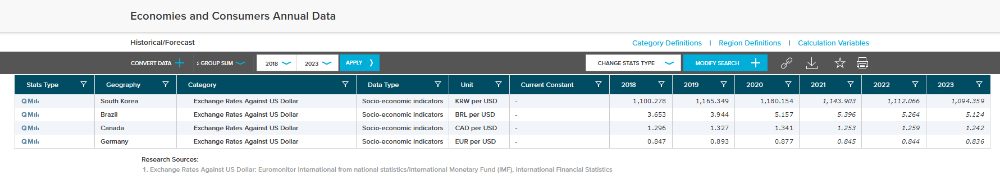 Economies and Consumers Annual Data
Historical/Forecast
Category Definitions | Region Definitions | Calculation Variables
CONVERT DATA + Σ GROUP SUM 2018 2023 APPLY CHANGE STATS TYPE MODIFY SEARCH +
Stats Type Geography Category Data Type Unit Current Constant 2018 2019 2020 2021 2022 2023
Q M South Korea Exchange Rates Against US Dollar Socio-economic indicators KRW per USD - 1,100.278 1,165.349 1,180.154 1,143.903 1,112.066 1,094.359
Q M Brazil Exchange Rates Against US Dollar Socio-economic indicators BRL per USD - 3.653 3.944 5.157 5.396 5.264 5.124
Q M Canada Exchange Rates Against US Dollar Socio-economic indicators CAD per USD - 1.296 1.327 1.341 1.253 1.259 1.242
Q M Germany Exchange Rates Against US Dollar Socio-economic indicators EUR per USD - 0.847 0.893 0.877 0.845 0.844 0.836
Research Sources:
1. Exchange Rates Against US Dollar: Euromonitor International from national statistics/International Monetary Fund (IMF), International Financial Statistics